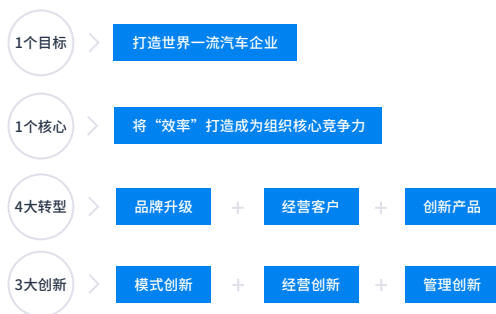 1个目标 打造世界一流汽车企业
1个核心 将“效率”打造成为组织核心竞争力
4大转型 品牌升级 + 经营客户 + 创新产品
3大创新 模式创新 + 经营创新 + 管理创新